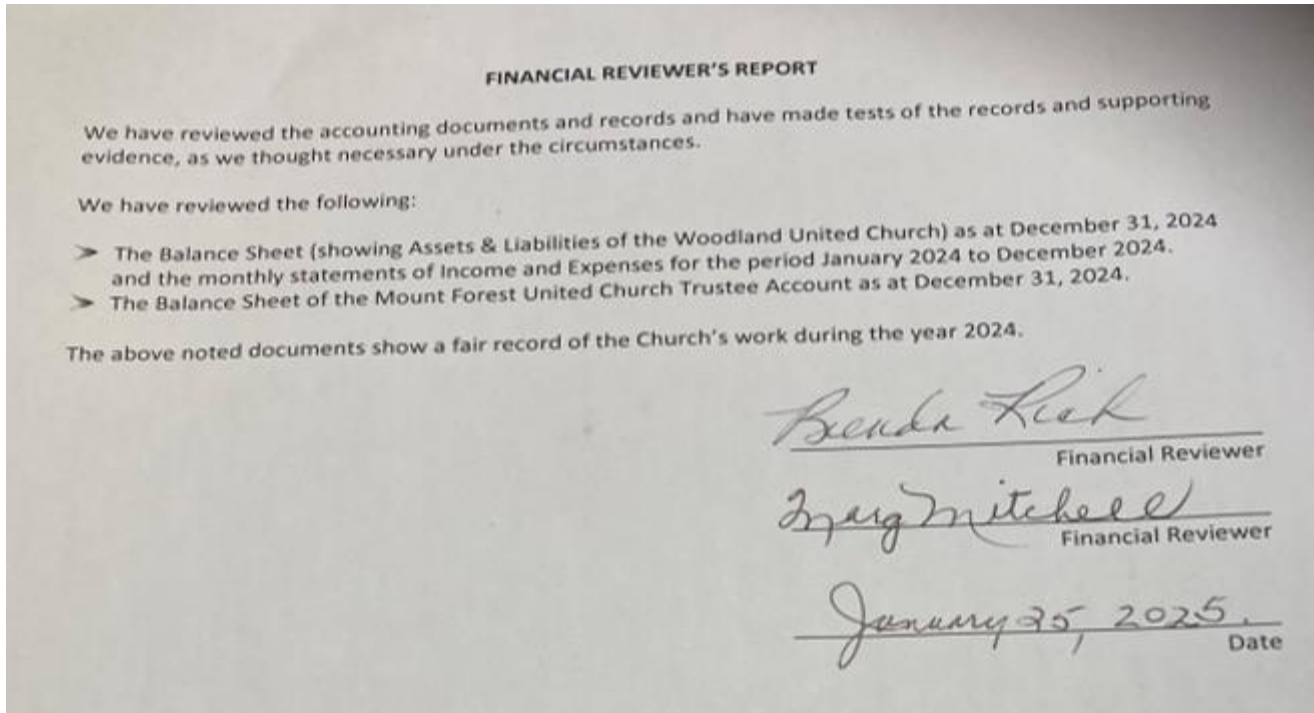 FINANCIAL REVIEWER'S REPORT
We have reviewed the accounting documents and records and have made tests of the records and supporting
evidence, as we thought necessary under the circumstances.
We have reviewed the following:
➢ The Balance Sheet (showing Assets & Liabilities of the Woodland United Church) as at December 31, 2024
and the monthly statements of Income and Expenses for the period January 2024 to December 2024.
➢ The Balance Sheet of the Mount Forest United Church Trustee Account as at December 31, 2024.
The above noted documents show a fair record of the Church's work during the year 2024.
Brenda
Financial Reviewer
Marg Mitchell
Financial Reviewer
January 25, 2025.
Date